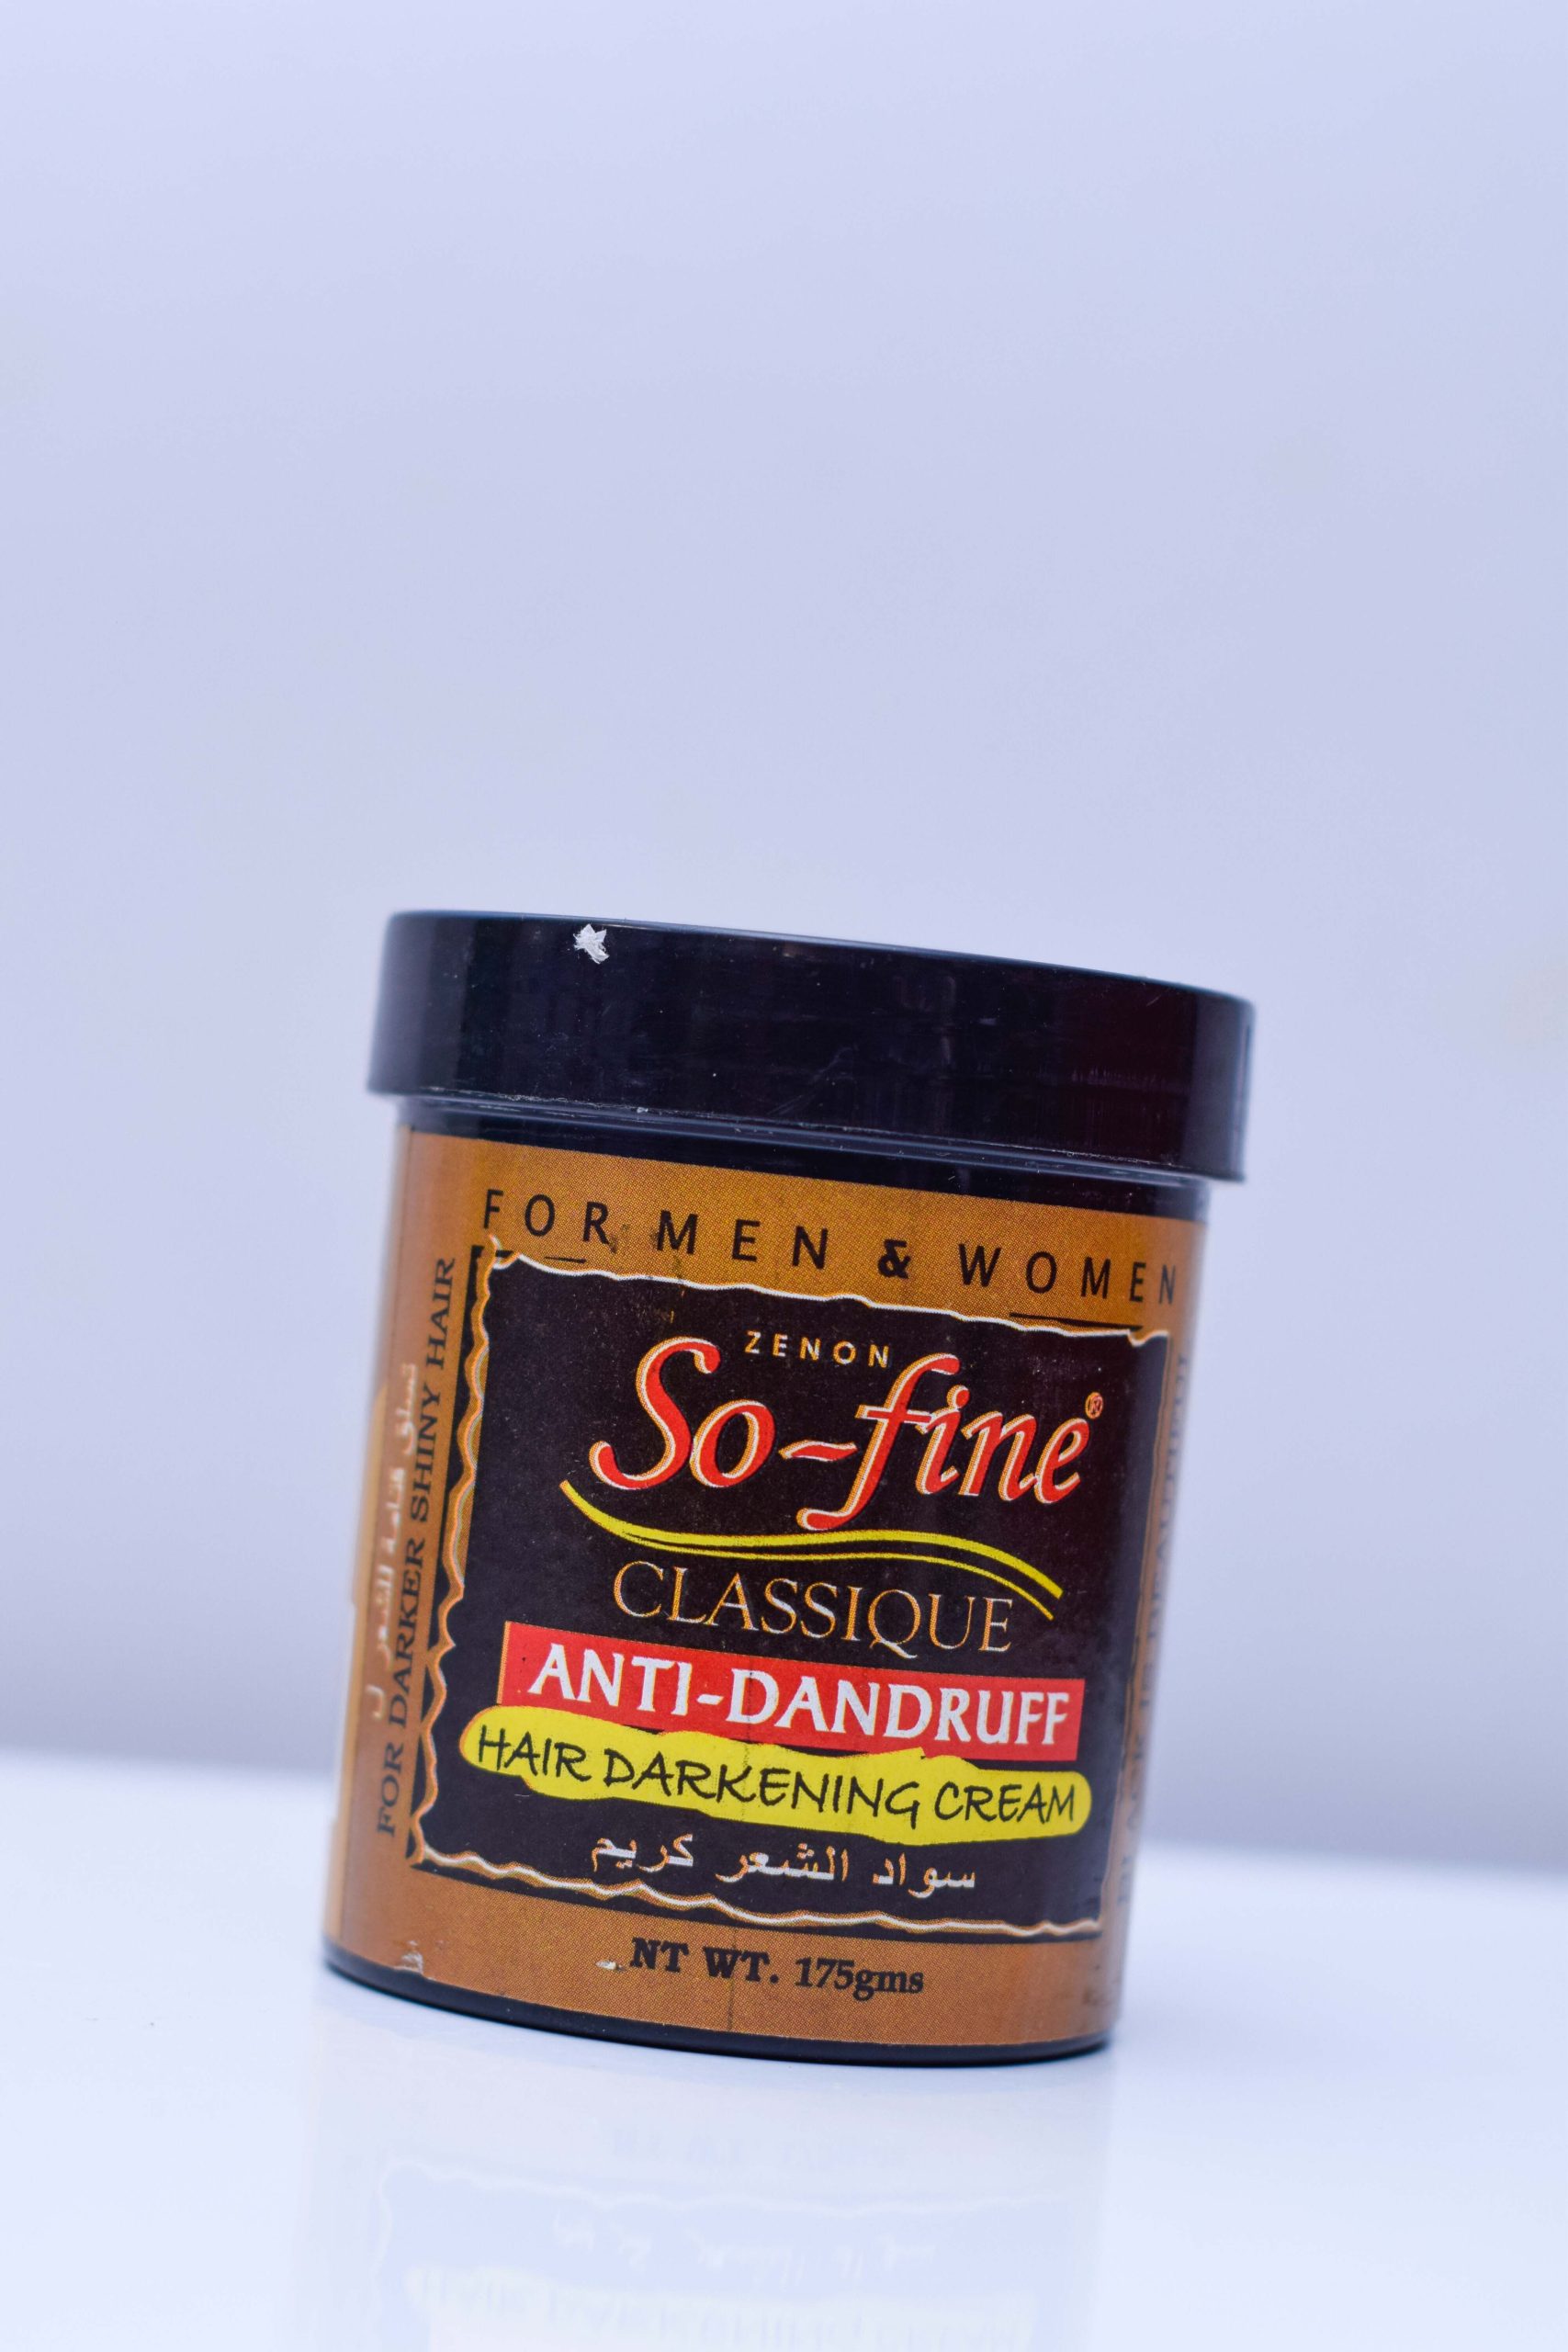 FOR MEN & WOMEN
ZENON
So-fine®
CLASSIQUE
ANTI-DANDRUFF
HAIR DARKENING CREAM
سواد الشعر كريم
NT WT. 175gms
FOR DARKER SHINY HAIR